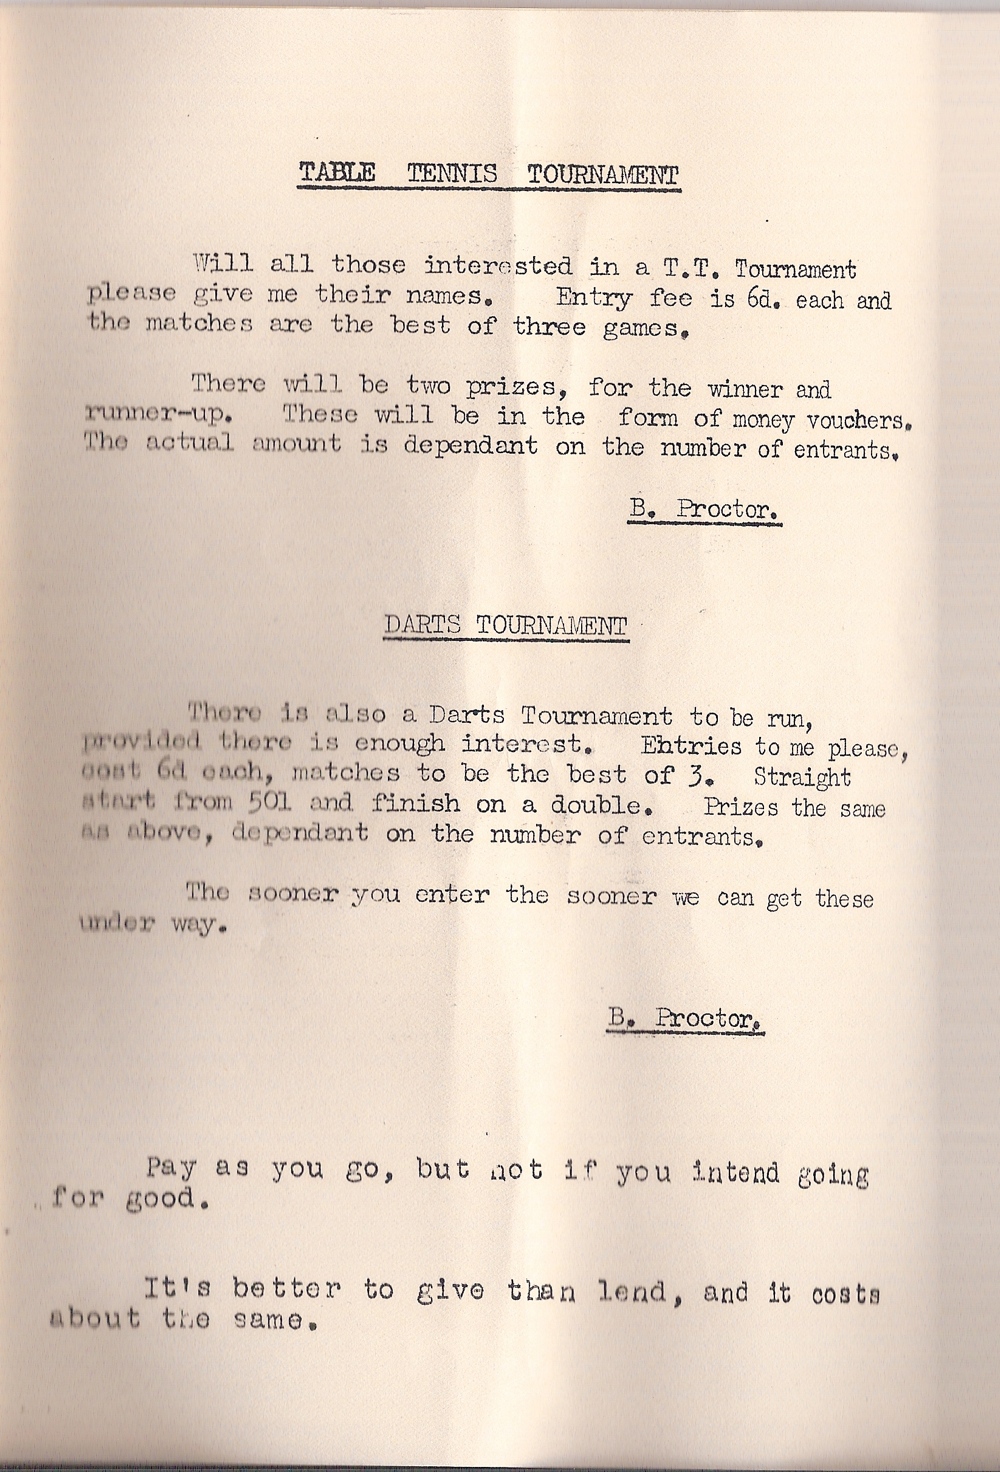 TABLE TENNIS TOURNAMENT
Will all those interested in a T.T. Tournament
please give me their names. Entry fee is 6d. each and
the matches are the best of three games.
There will be two prizes, for the winner and
runner-up. These will be in the form of money vouchers.
The actual amount is dependant on the number of entrants.
B. Proctor.
DARTS TOURNAMENT
There is also a Darts Tournament to be run,
provided there is enough interest. Entries to me please,
cost 6d each, matches to be the best of 3. Straight
start from 501 and finish on a double. Prizes the same
as above, dependant on the number of entrants.
The sooner you enter the sooner we can get these
under way.
B. Proctor.
Pay as you go, but not if you intend going
for good.
It's better to give than lend, and it costs
about the same.